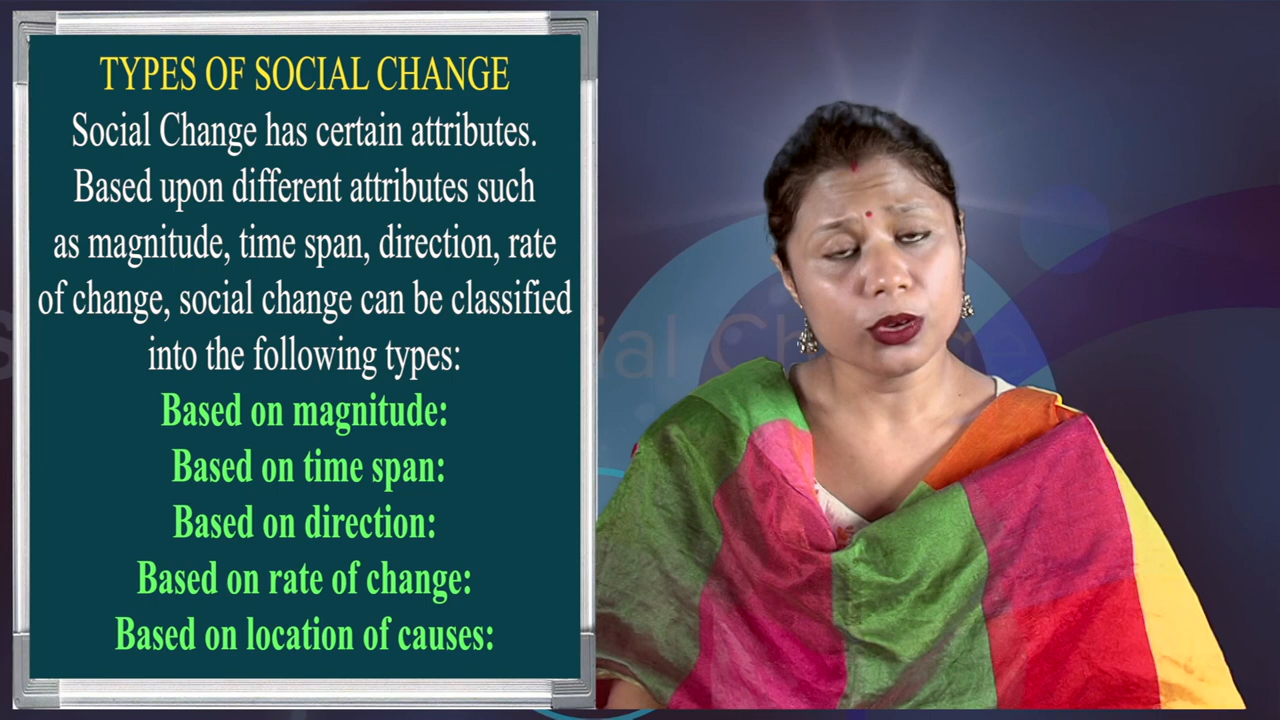 TYPES OF SOCIAL CHANGE
Social Change has certain attributes.
Based upon different attributes such
as magnitude, time span, direction, rate
of change, social change can be classified
into the following types:
Based on magnitude:
Based on time span:
Based on direction:
Based on rate of change:
Based on location of causes: